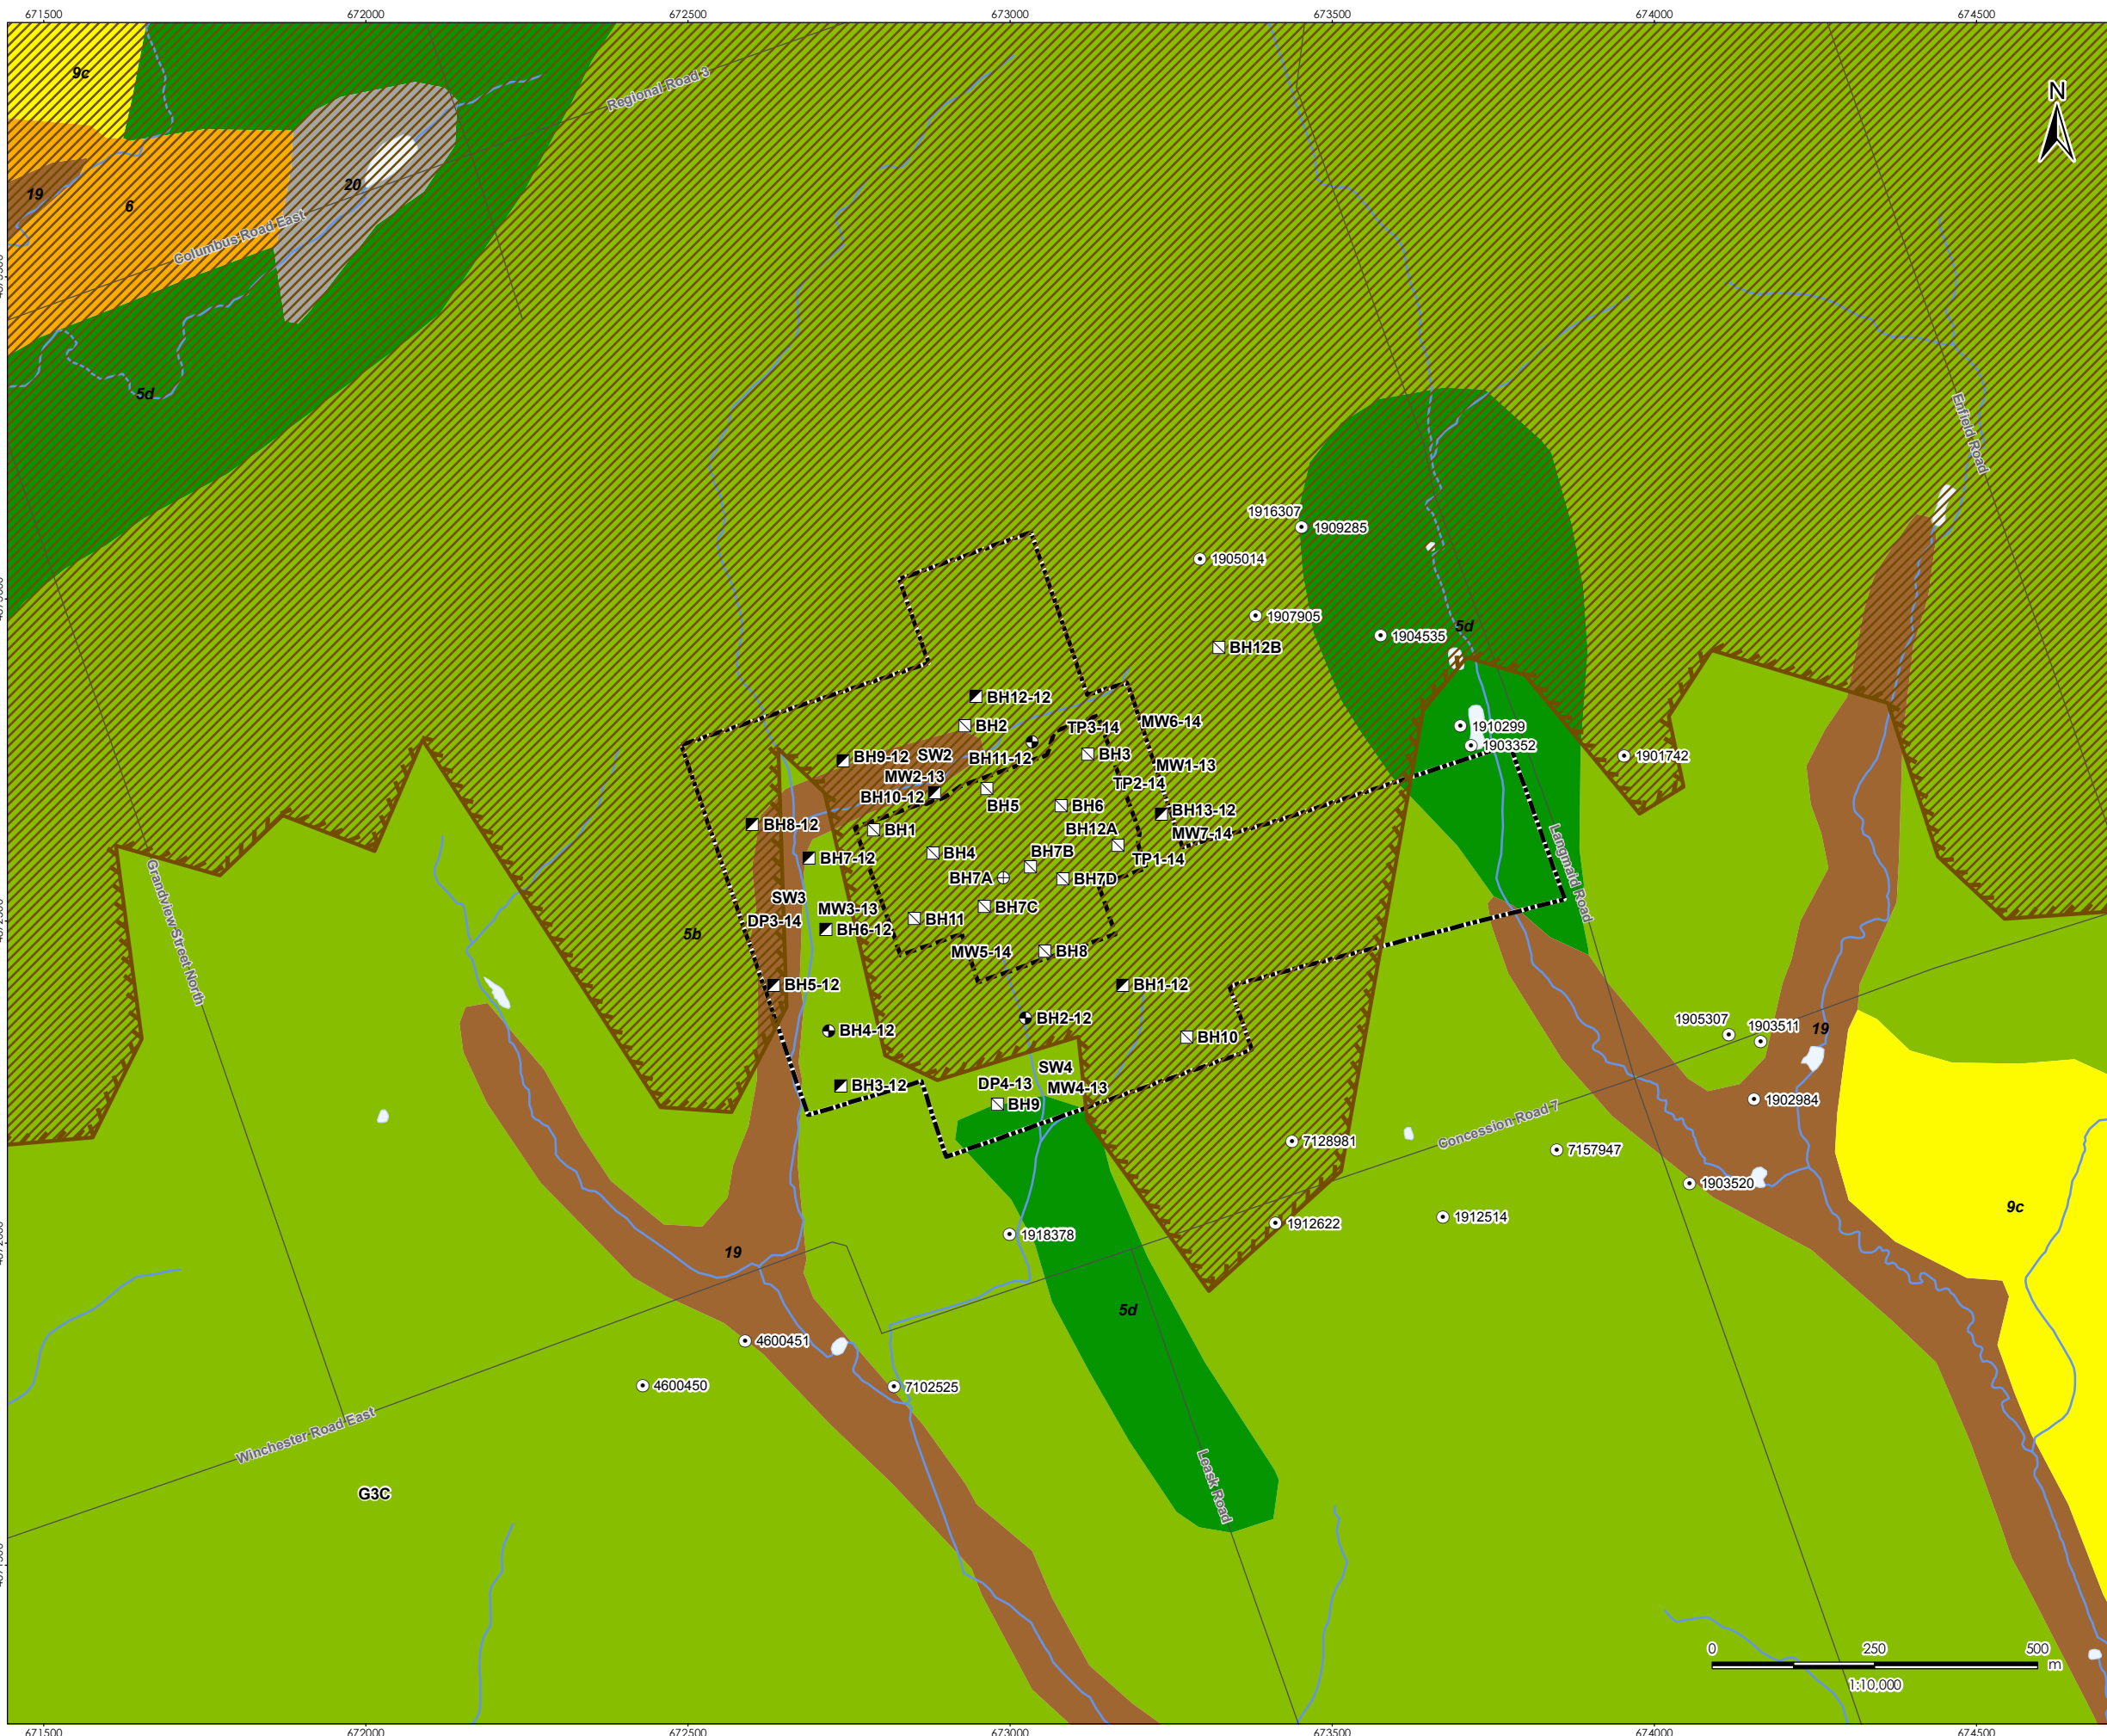 671500 672000 672500 673000 673500 674000 674500
N
9c
Regional Road 3
20
19
6
Columbus Road East
5d
Enfield Road
1916307
1909285
1905014
1907905
1904535
5d
BH12B
BH12-12
BH2
TP3-14
MW6-14
1910299
1903352
1901742
BH9-12
SW2
BH11-12
BH3
MW1-13
MW2-13
BH10-12
BH5
TP2-14
BH6
BH13-12
BH8-12
BH1
BH12A
MW7-14
BH7-12
BH4
BH7B
TP1-14
BH7A
BH7D
Langmaid Road
Grandview Street North
SW3
DP3-14
MW3-13
BH7C
BH11
BH6-12
5b
MW5-14
BH8
BH5-12
BH1-12
BH4-12
BH2-12
BH10
1905307
1903511
19
SW4
BH3-12
DP4-13
MW4-13
BH9
1902984
Concession Road 7
7128981
7157947
1903520
9c
1912622
1912514
1918378
19
5d
4600451
4600450
7102525
Winchester Road East
Leask Road
G3C
0 250 500
m
1:10,000
671500 672000 672500 673000 673500 674000 674500